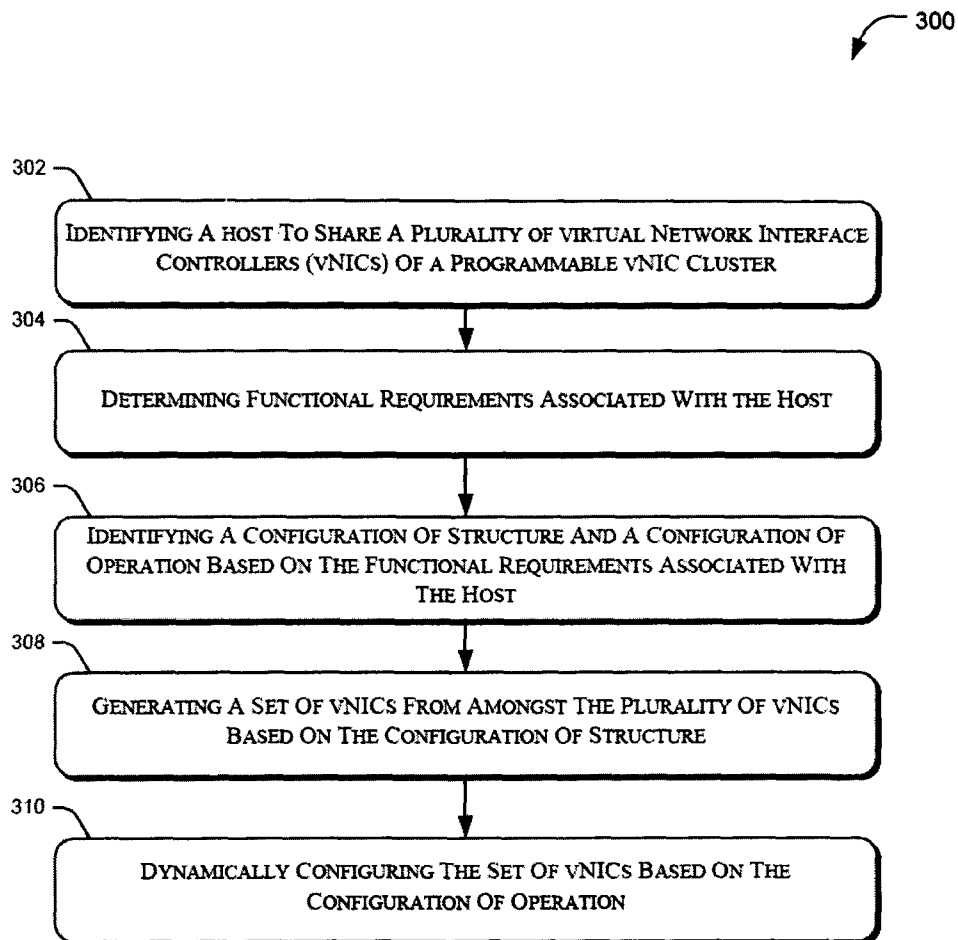 300
302
IDENTIFYING A HOST TO SHARE A PLURALITY OF VIRTUAL NETWORK INTERFACE
CONTROLLERS (VNICS) OF A PROGRAMMABLE VNIC CLUSTER
304
DETERMINING FUNCTIONAL REQUIREMENTS ASSOCIATED WITH THE HOST
306
IDENTIFYING A CONFIGURATION OF STRUCTURE AND A CONFIGURATION OF
OPERATION BASED ON THE FUNCTIONAL REQUIREMENTS ASSOCIATED WITH
THE HOST
308
GENERATING A SET OF VNICS FROM AMONGST THE PLURALITY OF VNICS
BASED ON THE CONFIGURATION OF STRUCTURE
310
DYNAMICALLY CONFIGURING THE SET OF VNICS BASED ON THE
CONFIGURATION OF OPERATION